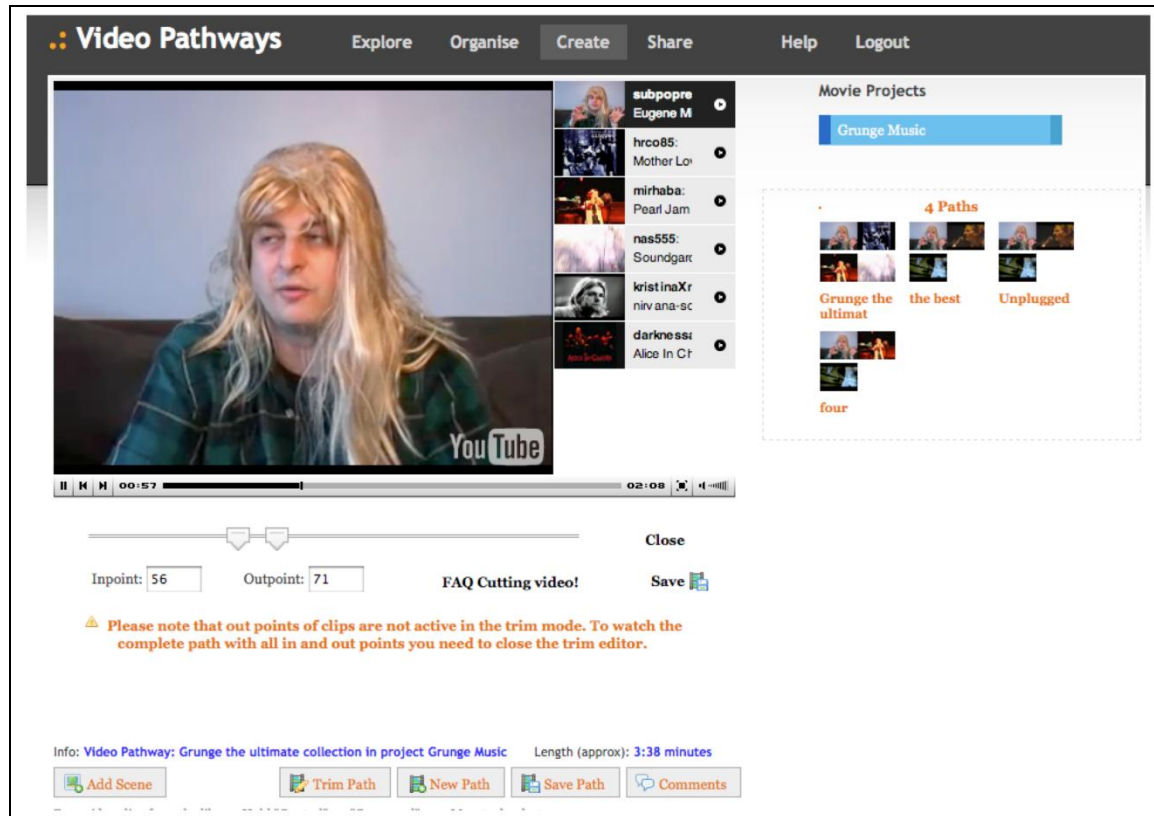 .: Video Pathways Explore Organise Create Share Help Logout
subpopre
Eugene M
hrco85:
Mother Lo
mirhaba:
Pearl Jam
nas555:
Soundgard
kristinaXr
nirvana-sc
darknessa
Alice In Ch
YouTube
00:57 02:08
Movie Projects
Grunge Music
4 Paths
Grunge the
ultimat
the best
Unplugged
four
Close
Inpoint: 56 Outpoint: 71 FAQ Cutting video! Save
Please note that out points of clips are not active in the trim mode. To watch the
complete path with all in and out points you need to close the trim editor.
Info: Video Pathway: Grunge the ultimate collection in project Grunge Music Length (approx): 3:38 minutes
Add Scene Trim Path New Path Save Path Comments